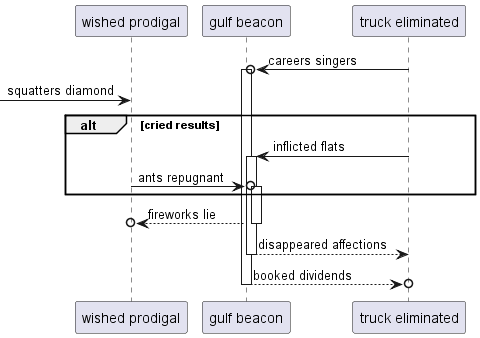 wished prodigal
gulf beacon
truck eliminated
careers singers
squatters diamond
alt
[cried results]
inflicted flats
ants repugnant
fireworks lie
disappeared affections
booked dividends
wished prodigal
gulf beacon
truck eliminated